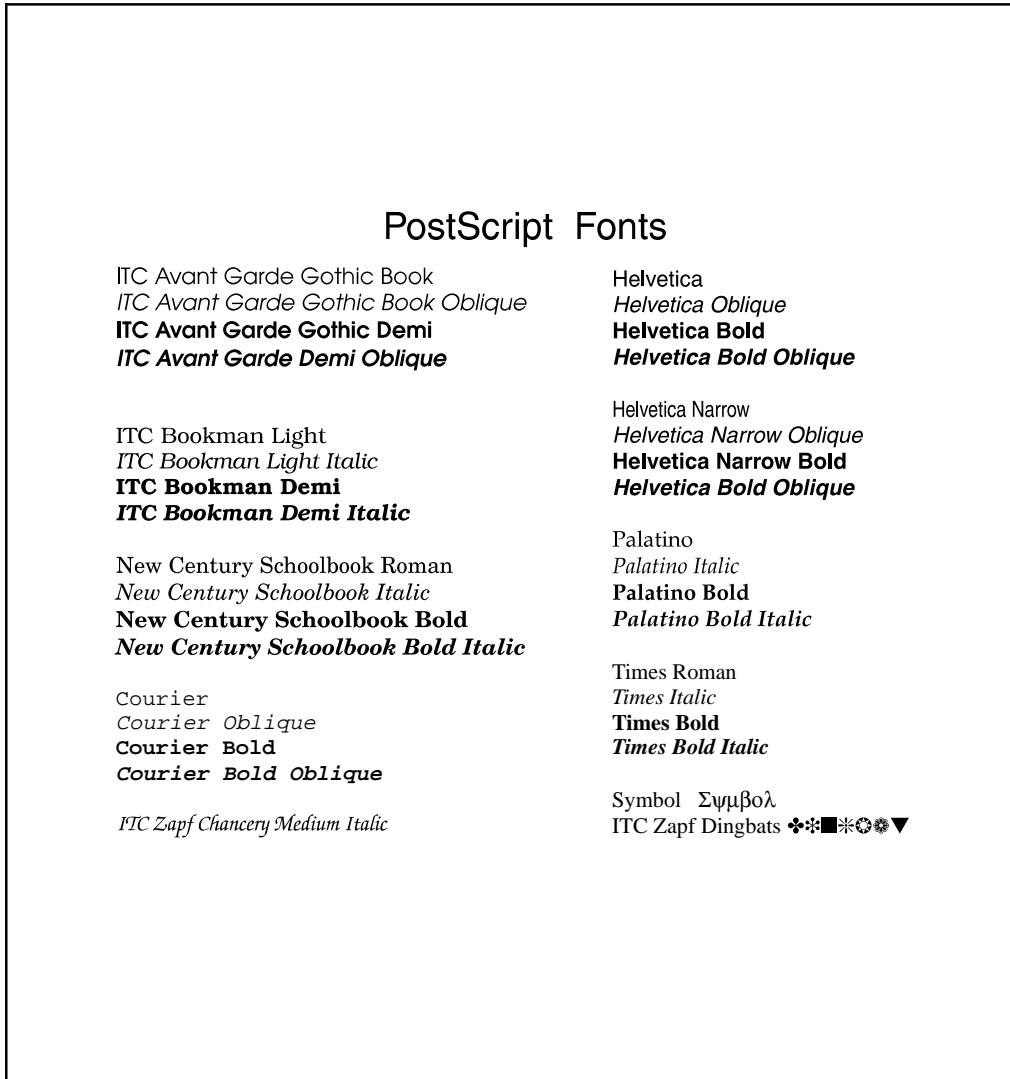 PostScript Fonts
ITC Avant Garde Gothic Book
ITC Avant Garde Gothic Book Oblique
ITC Avant Garde Gothic Demi
ITC Avant Garde Demi Oblique
ITC Bookman Light
ITC Bookman Light Italic
ITC Bookman Demi
ITC Bookman Demi Italic
New Century Schoolbook Roman
New Century Schoolbook Italic
New Century Schoolbook Bold
New Century Schoolbook Bold Italic
Courier
Courier Oblique
Courier Bold
Courier Bold Oblique
ITC Zapf Chancery Medium Italic
Helvetica
Helvetica Oblique
Helvetica Bold
Helvetica Bold Oblique
Helvetica Narrow
Helvetica Narrow Oblique
Helvetica Narrow Bold
Helvetica Bold Oblique
Palatino
Palatino Italic
Palatino Bold
Palatino Bold Italic
Times Roman
Times Italic
Times Bold
Times Bold Italic
Symbol Σψμβολ
ITC Zapf Dingbats ✤❉■❇❂❁▼